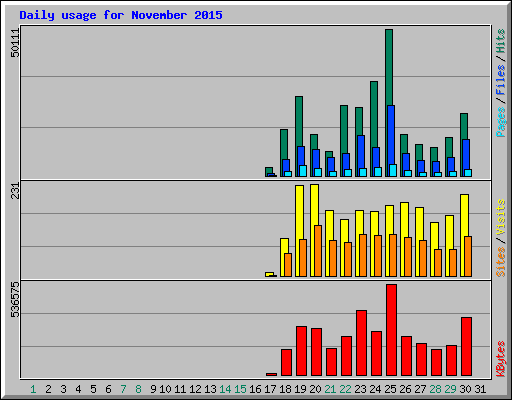 Daily usage for November 2015
50111
Pages / Files / Hits
231
Sites / Visits
536575
KBytes
1 2 3 4 5 6 7 8 9 10 11 12 13 14 15 16 17 18 19 20 21 22 23 24 25 26 27 28 29 30 31